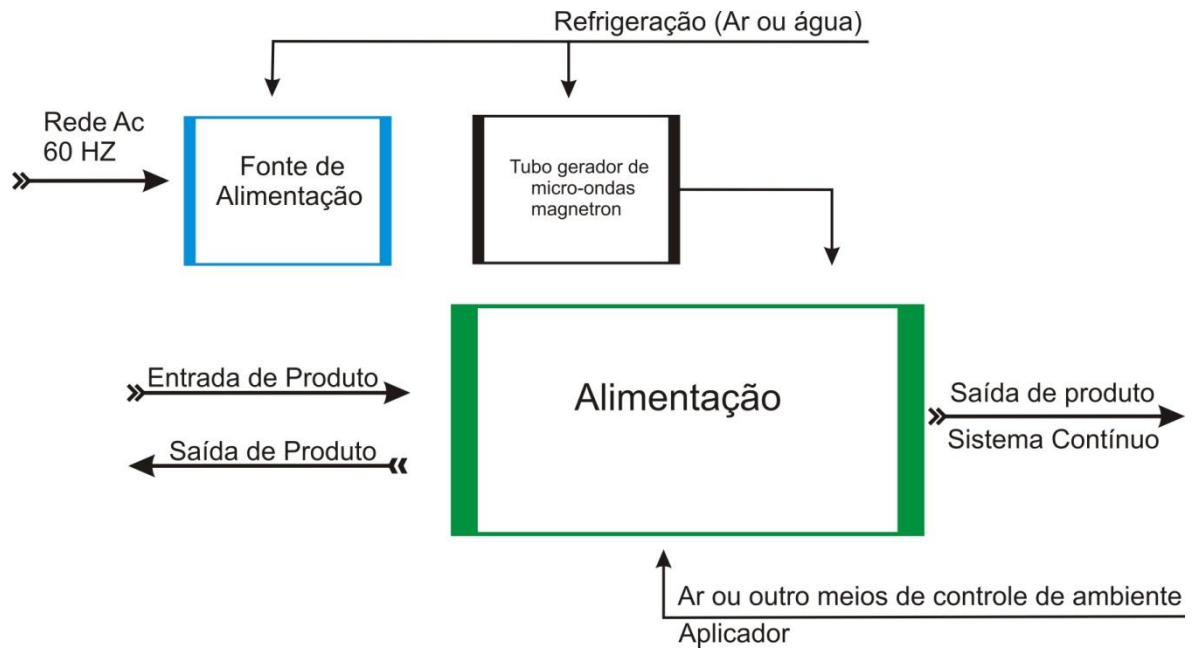 Refrigeração (Ar ou água)
Rede Ac
60 HZ
Fonte de
Alimentação
Tubo gerador de
micro-ondas
magnetron
Entrada de Produto
Saída de Produto
Alimentação
Saída de produto
Sistema Contínuo
Ar ou outro meios de controle de ambiente
Aplicador